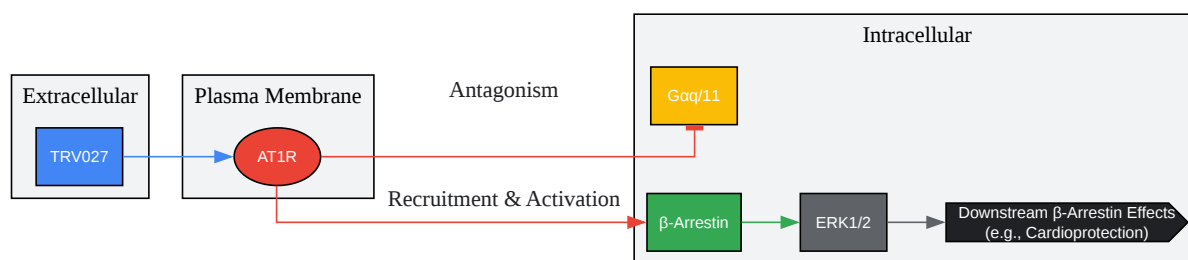 Intracellular
Extracellular
Plasma Membrane
Antagonism
Gαq/11
TRV027
AT1R
Recruitment & Activation
β-Arrestin
ERK1/2
Downstream β-Arrestin Effects
(e.g., Cardioprotection)